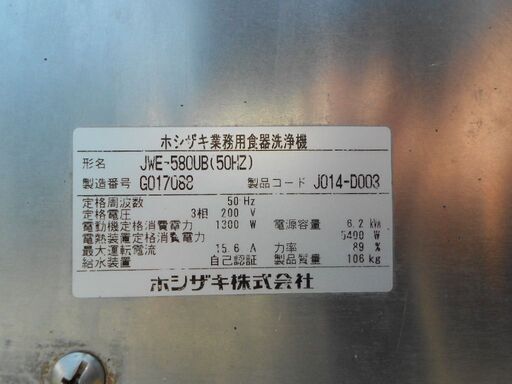 ホシザキ業務用食器洗浄機
形名 JWE-580UB(50HZ)
製造番号 G017068 製品コード J014-D003
定格周波数 50 Hz
定格電圧 3相 200 V
電動機定格消費電力 1300 W 電源容量 6.2 kVA
電熱装置定格消費電力 5400 W
最大運転電流 15.6 A 力率 89 %
給水装置 自己認証 製品質量 106 kg
ホシザキ株式会社